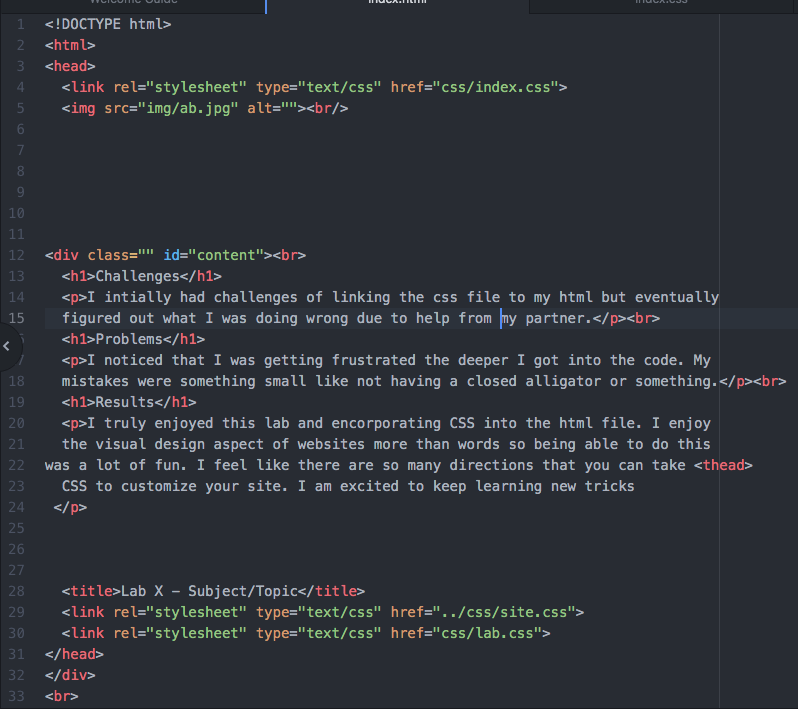 Welcome Guide
index.html
index.css
1 <!DOCTYPE html>
2 <html>
3 <head>
4 <link rel="stylesheet" type="text/css" href="css/index.css">
5 <img src="img/ab.jpg" alt=""><br/>
6
7
8
9
10
11
12 <div class="" id="content"><br>
13 <h1>Challenges</h1>
14 <p>I intially had challenges of linking the css file to my html but eventually
15 figured out what I was doing wrong due to help from my partner.</p><br>
<h1>Problems</h1>
7 <p>I noticed that I was getting frustrated the deeper I got into the code. My
18 mistakes were something small like not having a closed alligator or something.</p><br>
19 <h1>Results</h1>
20 <p>I truly enjoyed this lab and encorporating CSS into the html file. I enjoy
21 the visual design aspect of websites more than words so being able to do this
22 was a lot of fun. I feel like there are so many directions that you can take <thead>
23 CSS to customize your site. I am excited to keep learning new tricks
24 </p>
25
26
27
28 <title>Lab X – Subject/Topic</title>
29 <link rel="stylesheet" type="text/css" href="../css/site.css">
30 <link rel="stylesheet" type="text/css" href="css/lab.css">
31 </head>
32 </div>
33 <br>